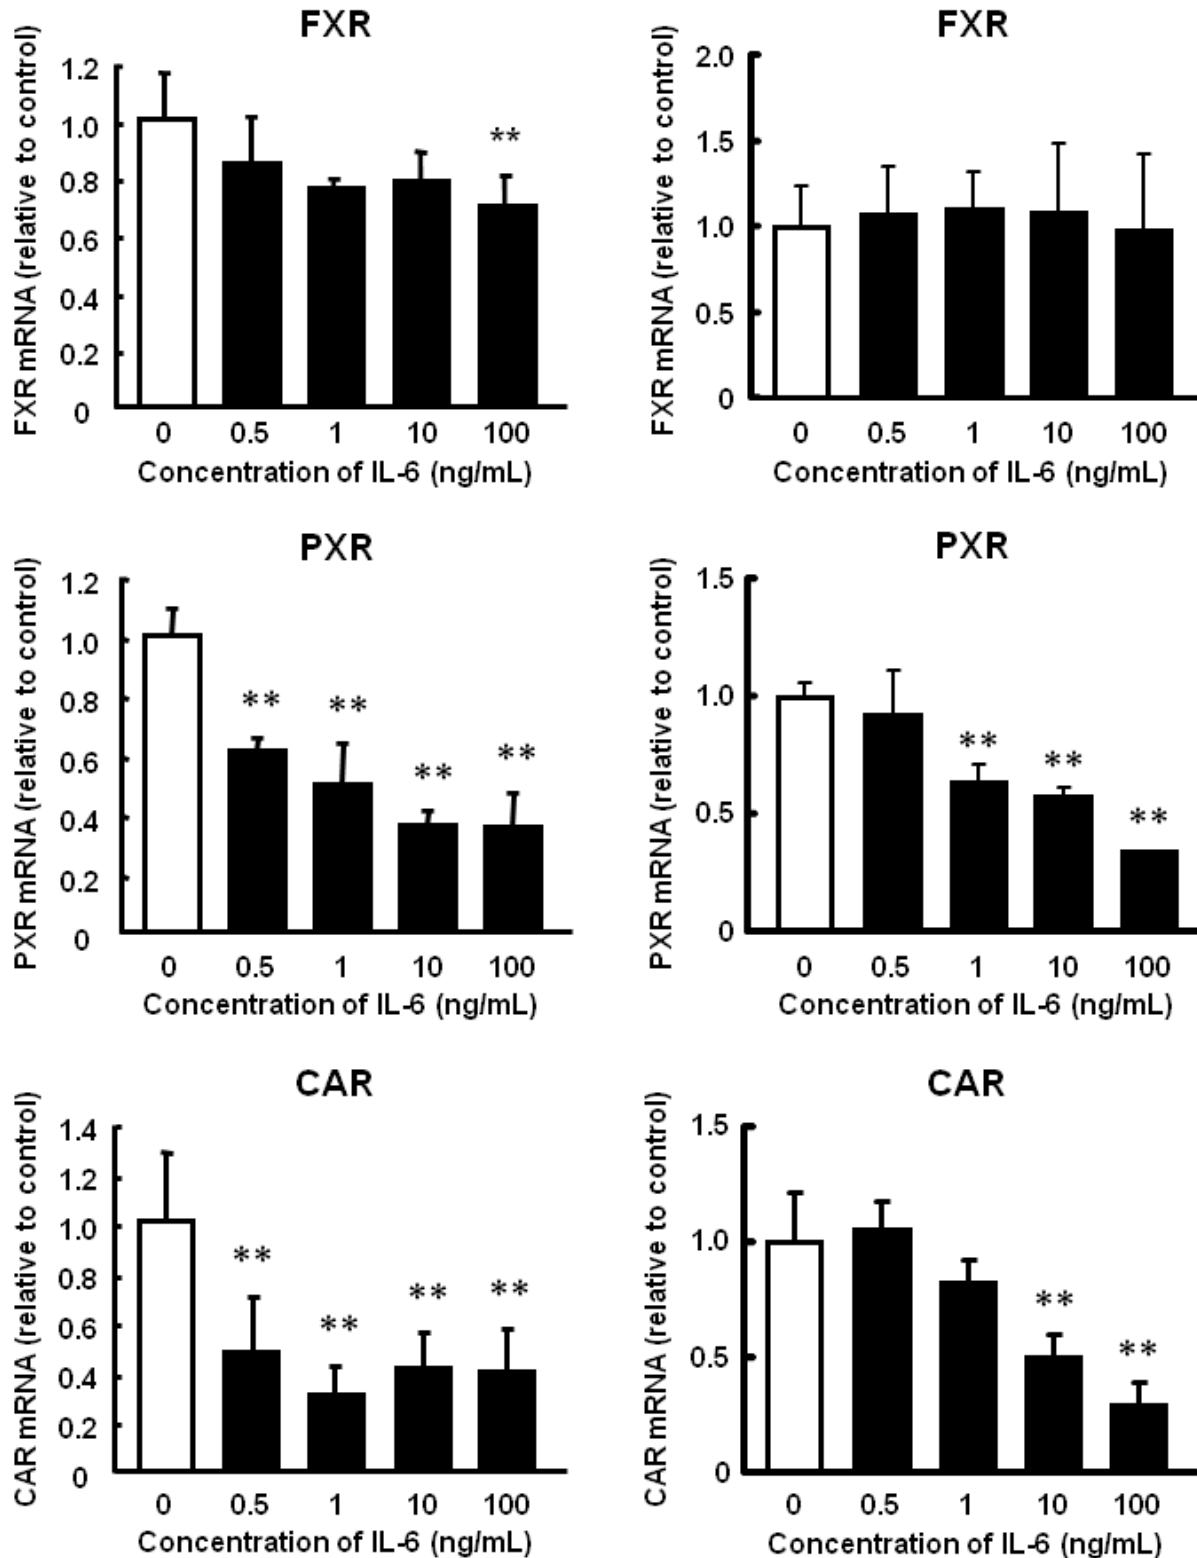 FXR
FXR mRNA (relative to control)
1.2
1.0
0.8
0.6
0.4
0.2
0
**
0 0.5 1 10 100
Concentration of IL-6 (ng/mL)
FXR
FXR mRNA (relative to control)
2.0
1.5
1.0
0.5
0
0 0.5 1 10 100
Concentration of IL-6 (ng/mL)
PXR
PXR mRNA (relative to control)
1.2
1.0
0.8
0.6
0.4
0.2
0
** ** ** **
0 0.5 1 10 100
Concentration of IL-6 (ng/mL)
PXR
PXR mRNA (relative to control)
1.5
1.0
0.5
0
** ** **
0 0.5 1 10 100
Concentration of IL-6 (ng/mL)
CAR
CAR mRNA (relative to control)
1.4
1.2
1.0
0.8
0.6
0.4
0.2
0
** ** ** **
0 0.5 1 10 100
Concentration of IL-6 (ng/mL)
CAR
CAR mRNA (relative to control)
1.5
1.0
0.5
0
** **
0 0.5 1 10 100
Concentration of IL-6 (ng/mL)